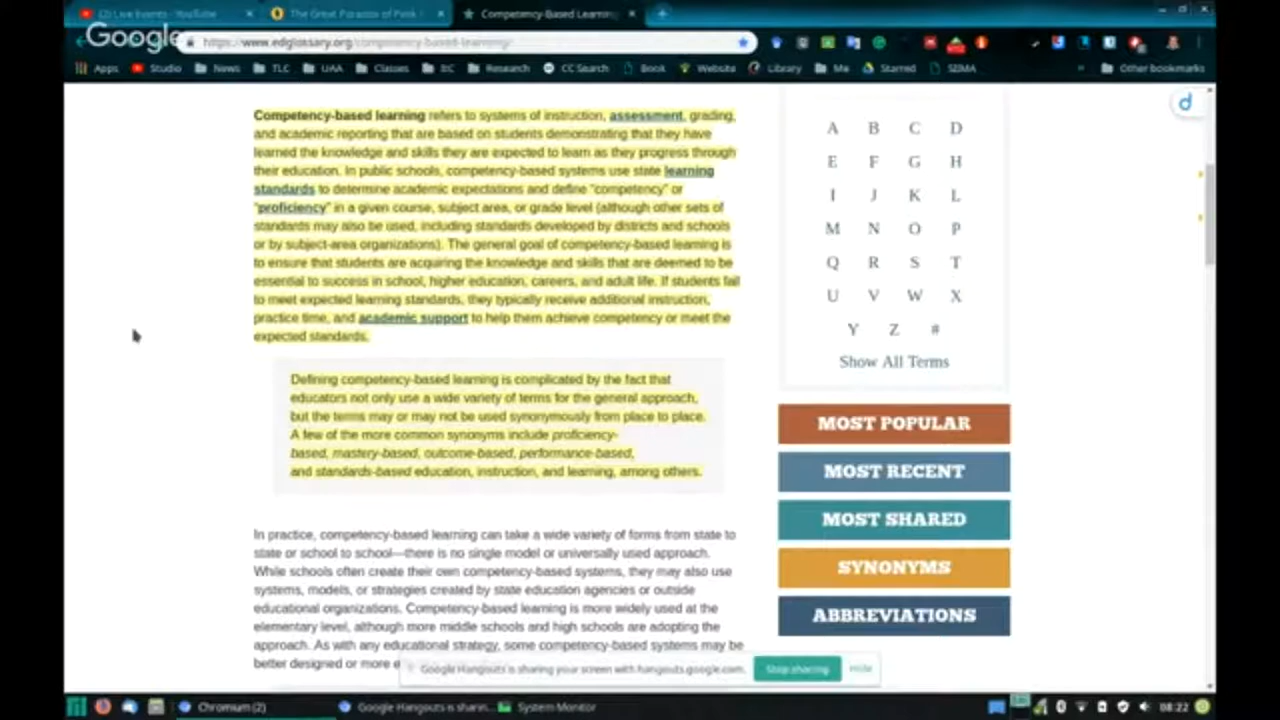 (2) Live Events - YouTube
The Great Paradox of Pink F
Competency-Based Learning
Google
https://www.edglossary.org/competency-based-learning/
Apps Studio News TLC UAA Classes Research CC Search Book Website Library Me Starred SEMA Other bookmarks
Competency-based learning refers to systems of instruction, assessment, grading,
and academic reporting that are based on students demonstrating that they have
learned the knowledge and skills they are expected to learn as they progress through
their education. In public schools, competency-based systems use state learning
standards to determine academic expectations and define "competency" or
"proficiency" in a given course, subject area, or grade level (although other sets of
standards may also be used, including standards developed by districts and schools
or by subject-area organizations). The general goal of competency-based learning is
to ensure that students are acquiring the knowledge and skills that are deemed to be
essential to success in school, higher education, careers, and adult life. If students fail
to meet expected learning standards, they typically receive additional instruction,
practice time, and academic support to help them achieve competency or meet the
expected standards.
Defining competency-based learning is complicated by the fact that
educators not only use a wide variety of terms for the general approach,
but the terms may or may not be used synonymously from place to place.
A few of the more common synonyms include proficiency-
based, mastery-based, outcome-based, performance-based,
and standards-based education, instruction, and learning, among others.
In practice, competency-based learning can take a wide variety of forms from state to
state or school to school—there is no single model or universally used approach.
While schools often create their own competency-based systems, they may also use
systems, models, or strategies created by state education agencies or outside
educational organizations. Competency-based learning is more widely used at the
elementary level, although more middle schools and high schools are adopting the
approach. As with any educational strategy, some competency-based systems may be
better designed or more e
d
A B C D
E F G H
I J K L
M N O P
Q R S T
U V W X
Y Z #
Show All Terms
MOST POPULAR
MOST RECENT
MOST SHARED
SYNONYMS
ABBREVIATIONS
Google Hangouts is sharing your screen with hangouts.google.com.
Stop sharing
Hide
Chromium (2)
Google Hangouts is sharin...
System Monitor
08:22